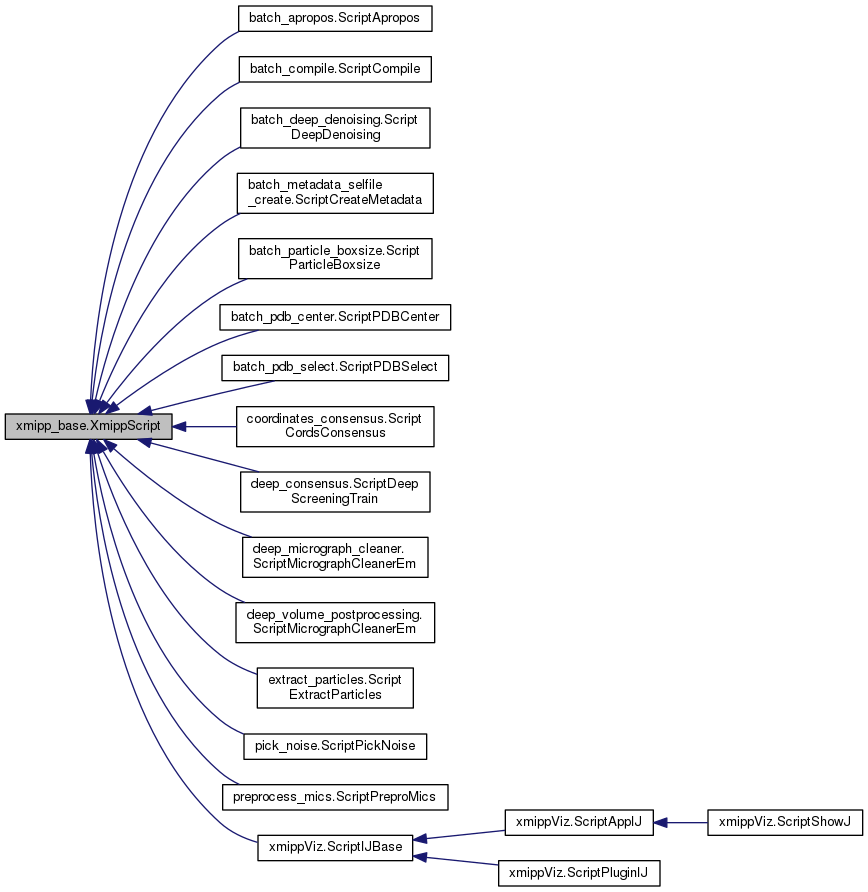 batch_apropos.ScriptApropos
batch_compile.ScriptCompile
batch_deep_denoising.Script
DeepDenoising
batch_metadata_selfile
_create.ScriptCreateMetadata
batch_particle_boxsize.Script
ParticleBoxsize
batch_pdb_center.ScriptPDBCenter
batch_pdb_select.ScriptPDBSelect
xmipp_base.XmippScript
coordinates_consensus.Script
CordsConsensus
deep_consensus.ScriptDeep
ScreeningTrain
deep_micrograph_cleaner.
ScriptMicrographCleanerEm
deep_volume_postprocessing.
ScriptMicrographCleanerEm
extract_particles.Script
ExtractParticles
pick_noise.ScriptPickNoise
preprocess_mics.ScriptPreproMics
xmippViz.ScriptIJBase
xmippViz.ScriptAppIJ
xmippViz.ScriptShowJ
xmippViz.ScriptPluginIJ